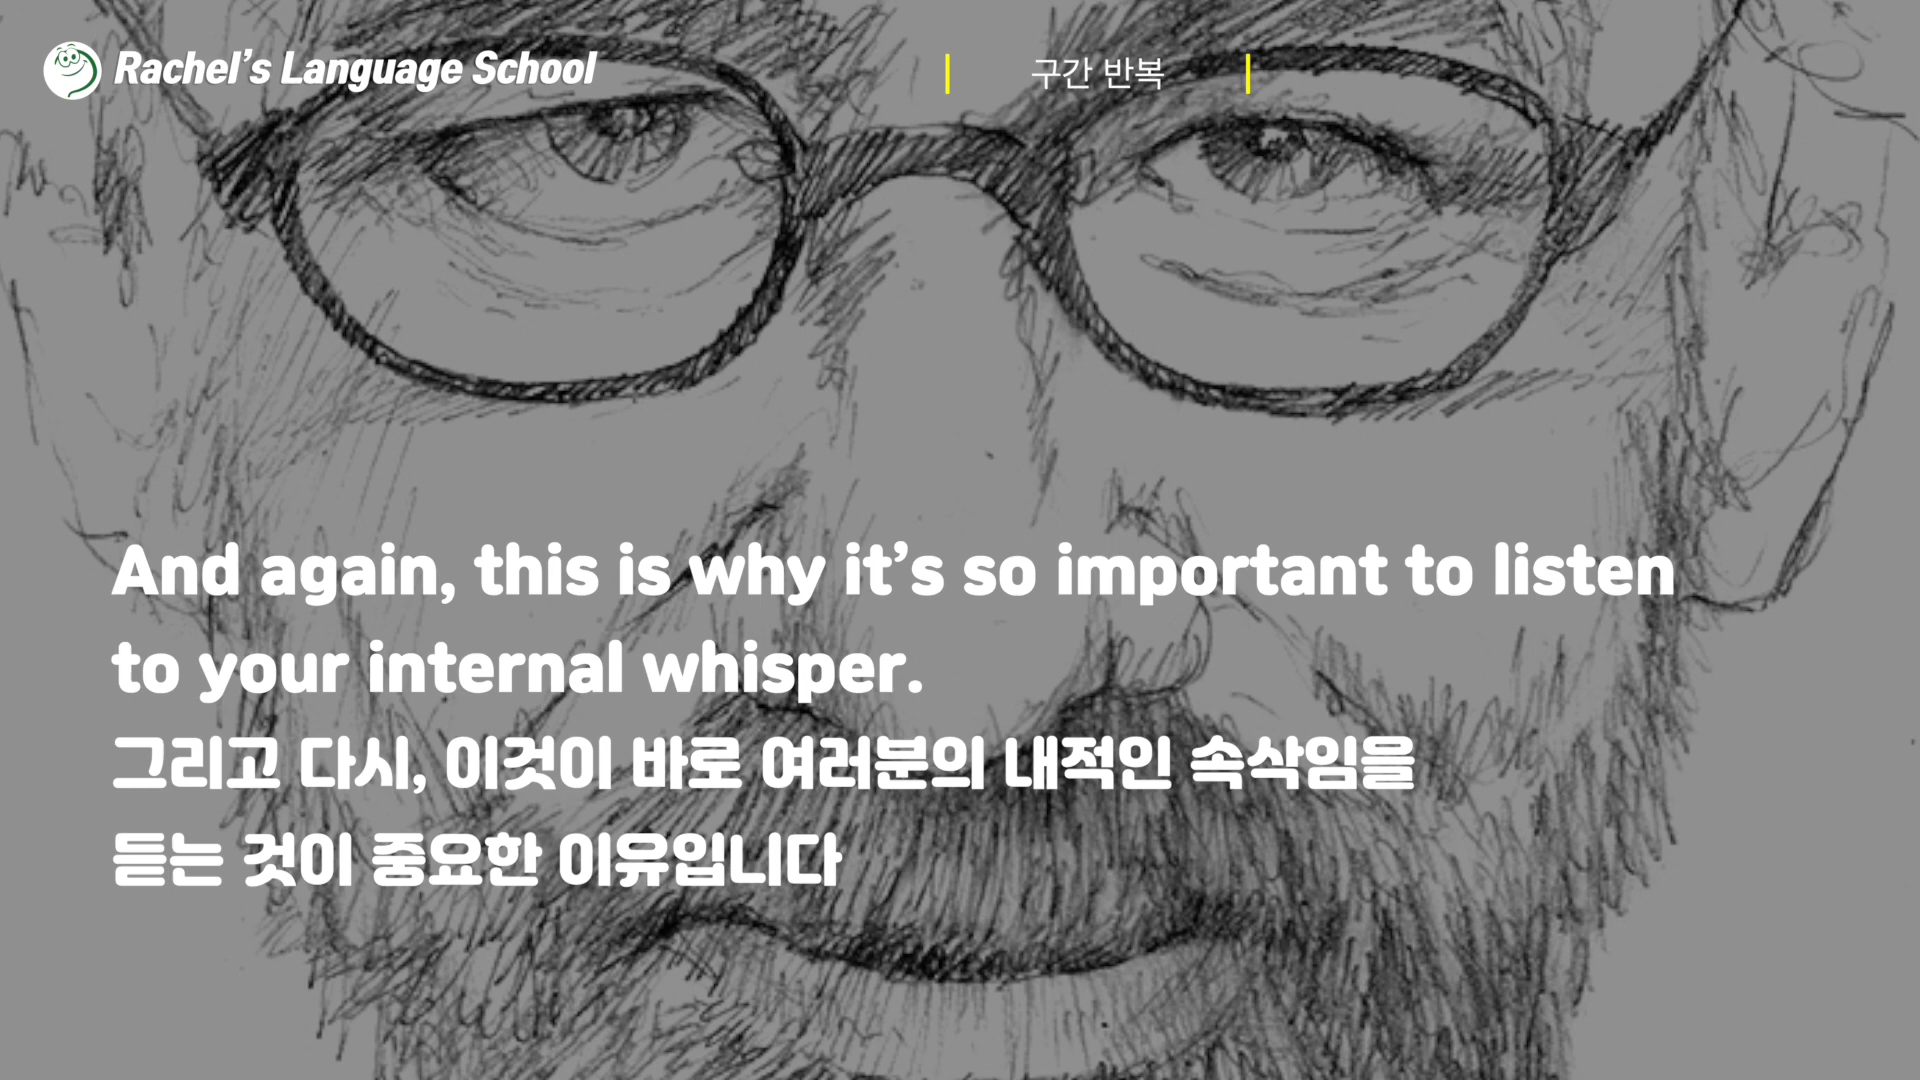 Rachel's Language School
구간 반복
And again, this is why it's so important to listen
to your internal whisper.
그리고 다시, 이것이 바로 여러분의 내적인 속삭임을
듣는 것이 중요한 이유입니다